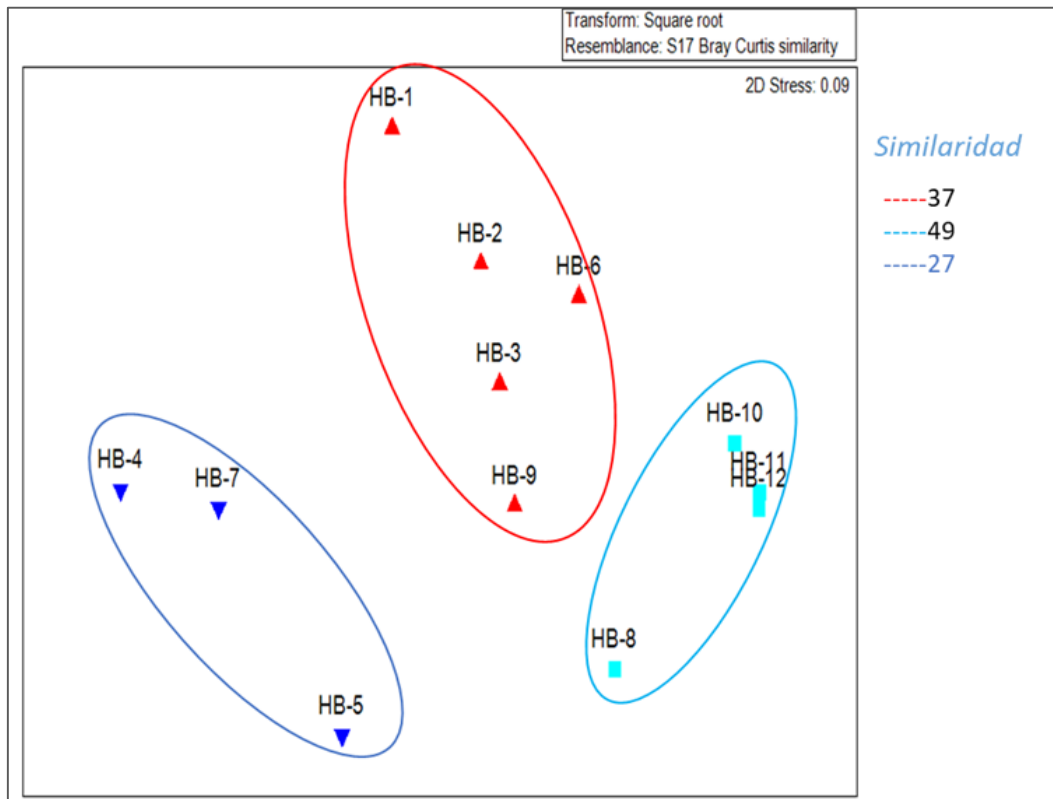 Transform: Square root
Resemblance: S17 Bray Curtis similarity
2D Stress: 0.09
HB-1
Similaridad
-----37
-----49
-----27
HB-2
HB-6
HB-3
HB-10
HB-4
HB-7
HB-9
HB-11
HB-12
HB-8
HB-5